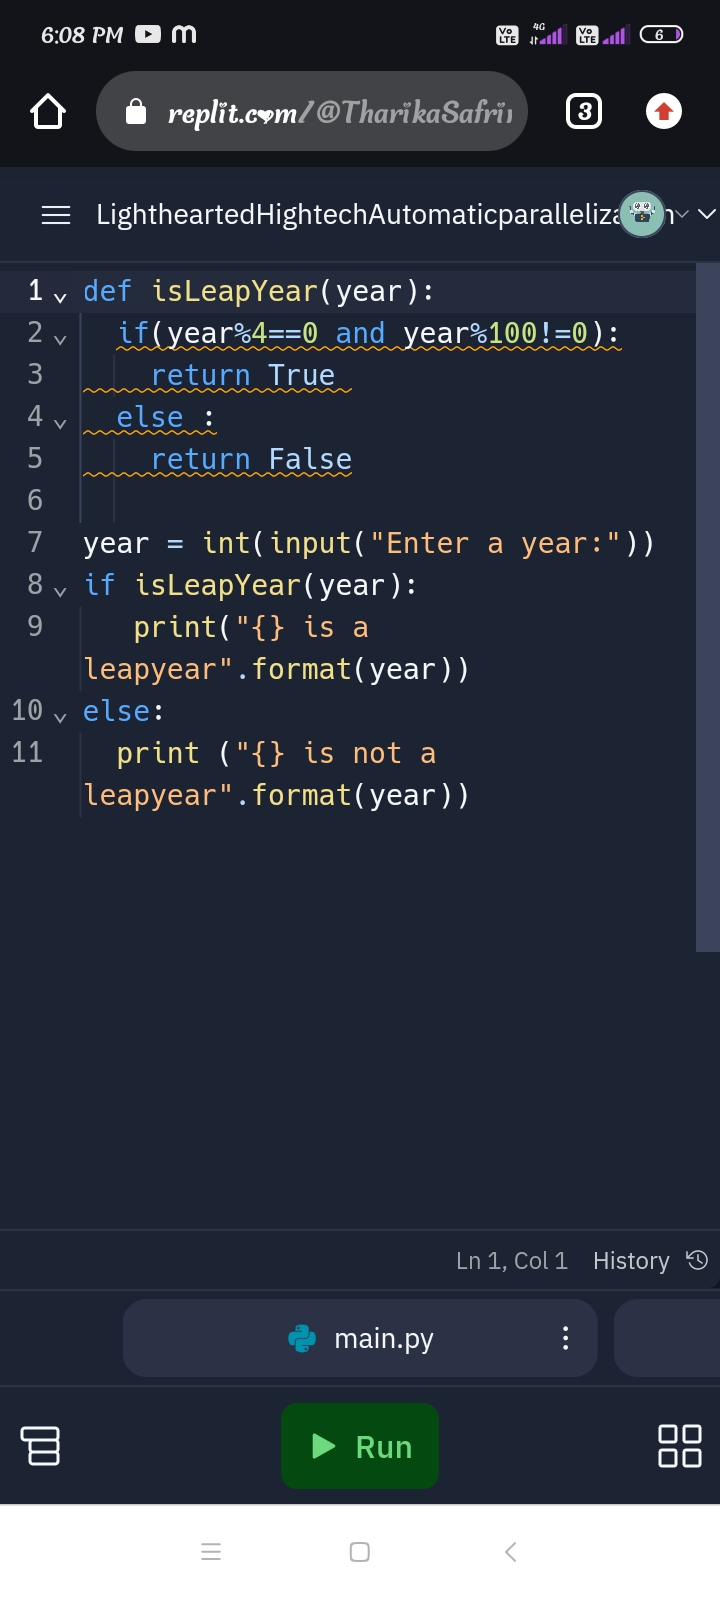 6:08 PM
Vo LTE 4G Vo LTE 6
replit.com/@TharikaSafrin
3
LightheartedHightechAutomaticparalleliza n
1 def isLeapYear(year):
2 if(year%4==0 and year%100!=0):
3 return True
4 else :
5 return False
6
7 year = int(input("Enter a year:"))
8 if isLeapYear(year):
9 print("{} is a
leapyear".format(year))
10 else:
11 print ("{} is not a
leapyear".format(year))
Ln 1, Col 1 History
main.py
Run